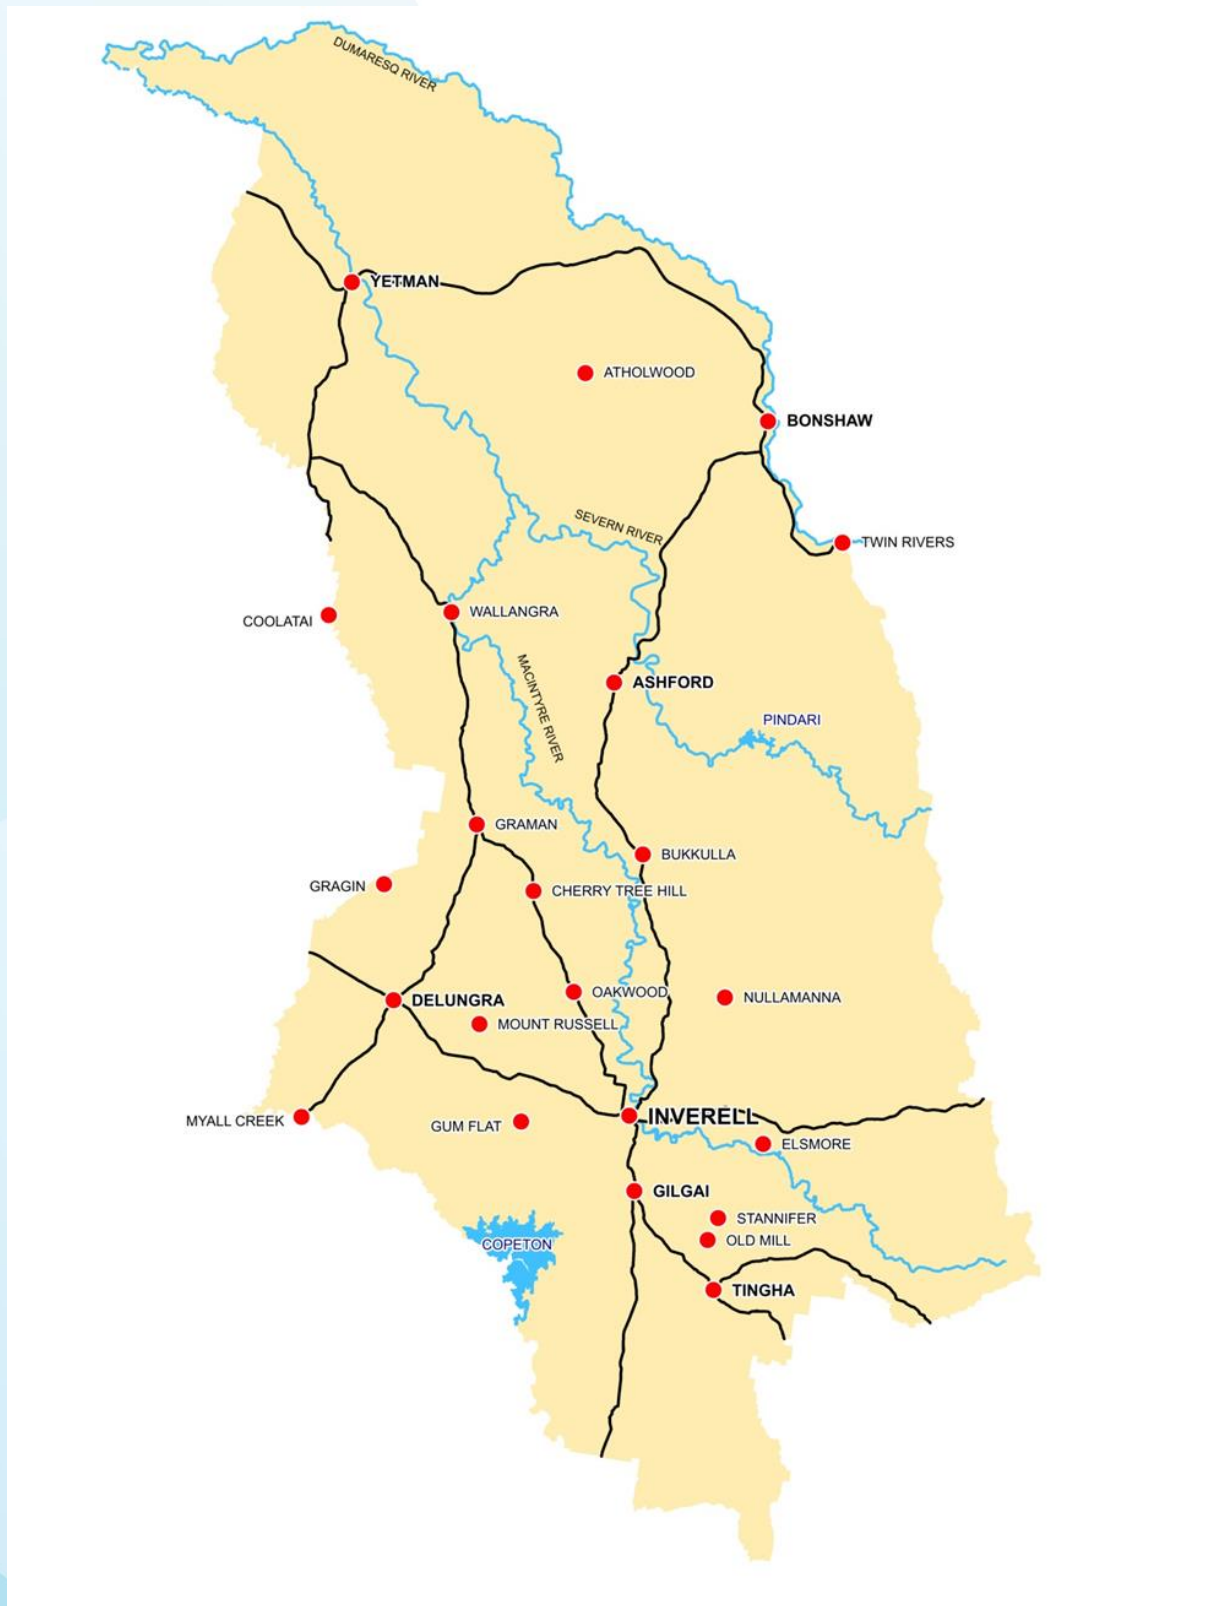 DUMARESQ RIVER
YETMAN
ATHOLWOOD
BONSHAW
SEVERN RIVER
TWIN RIVERS
WALLANGRA
COOLATAI
MACINTYRE RIVER
ASHFORD
PINDARI
GRAMAN
BUKKULLA
GRAGIN
CHERRY TREE HILL
OAKWOOD
NULLAMANNA
DELUNGRA
MOUNT RUSSELL
INVERELL
MYALL CREEK
GUM FLAT
ELSMORE
GILGAI
STANNIFER
OLD MILL
COPETON
TINGHA